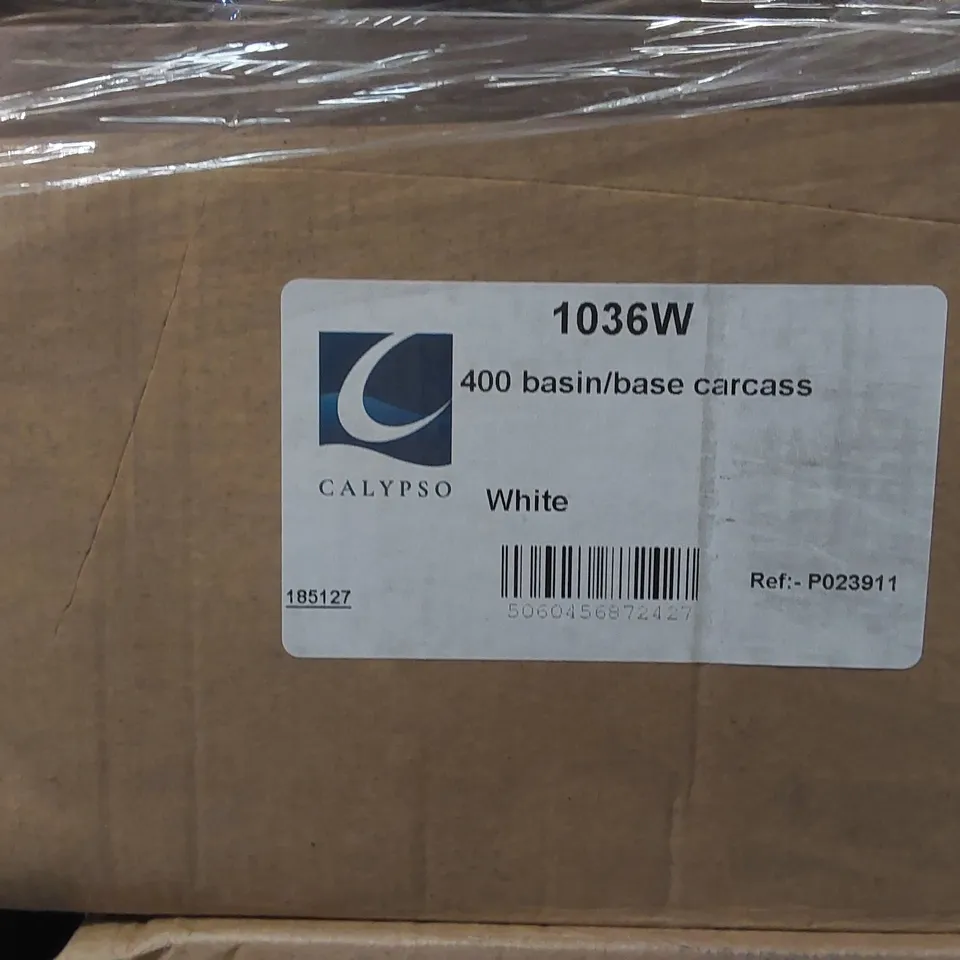 1036W
400 basin/base carcass
CALYPSO
White
185127
5060456872427
Ref:- P023911